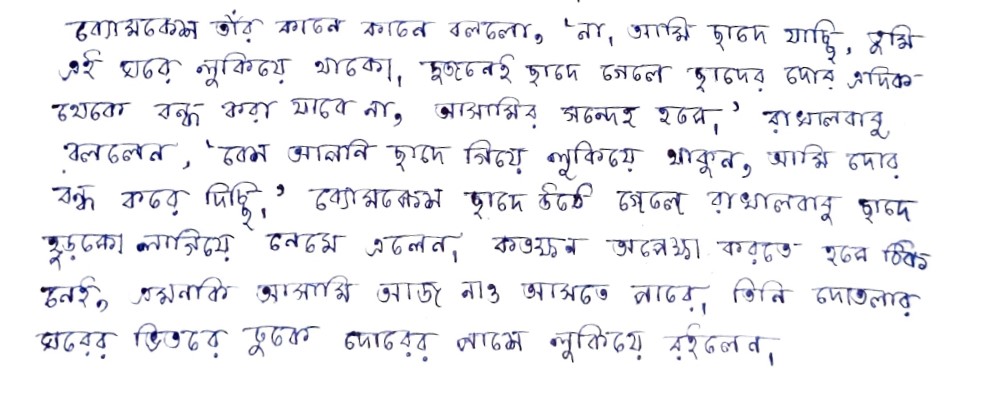 ব্যোমকেশ তাঁর কানে কানে বললো, 'না, আমি ছাদে যাচ্ছি, তুমি
এই ঘরে লুকিয়ে থাকো। দুজনেই ছাদে গেলে ছাদের দোর এদিক
থেকে বন্ধ করা যাবে না, আসামির সন্দেহ হবে।' রাখালবাবু
বললেন, 'বেশ আপনি ছাদে গিয়ে লুকিয়ে থাকুন, আমি দোর
বন্ধ করে দিচ্ছি।' ব্যোমকেশ ছাদে উঠে গেলে রাখালবাবু ছাদে
হুড়কো লাগিয়ে নেমে এলেন। কতক্ষন অপেক্ষা করতে হবে ঠিক
নেই, এমনকি আসামি আজ নাও আসতে পারে। তিনি দোতলার
ঘরের ভিতরে ঢুকে দোরের পাশে লুকিয়ে রইলেন।